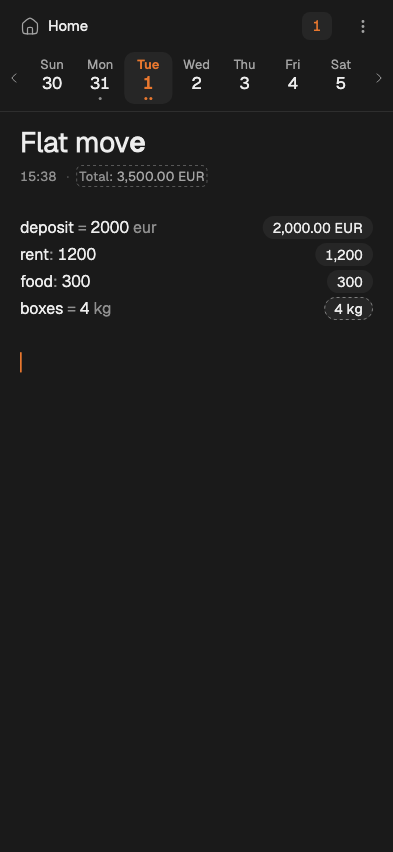 Home
1
Sun Mon Tue Wed Thu Fri Sat
30 31 1 2 3 4 5
Flat move
15:38 · Total: 3,500.00 EUR
deposit = 2000 eur 2,000.00 EUR
rent: 1200 1,200
food: 300 300
boxes = 4 kg 4 kg